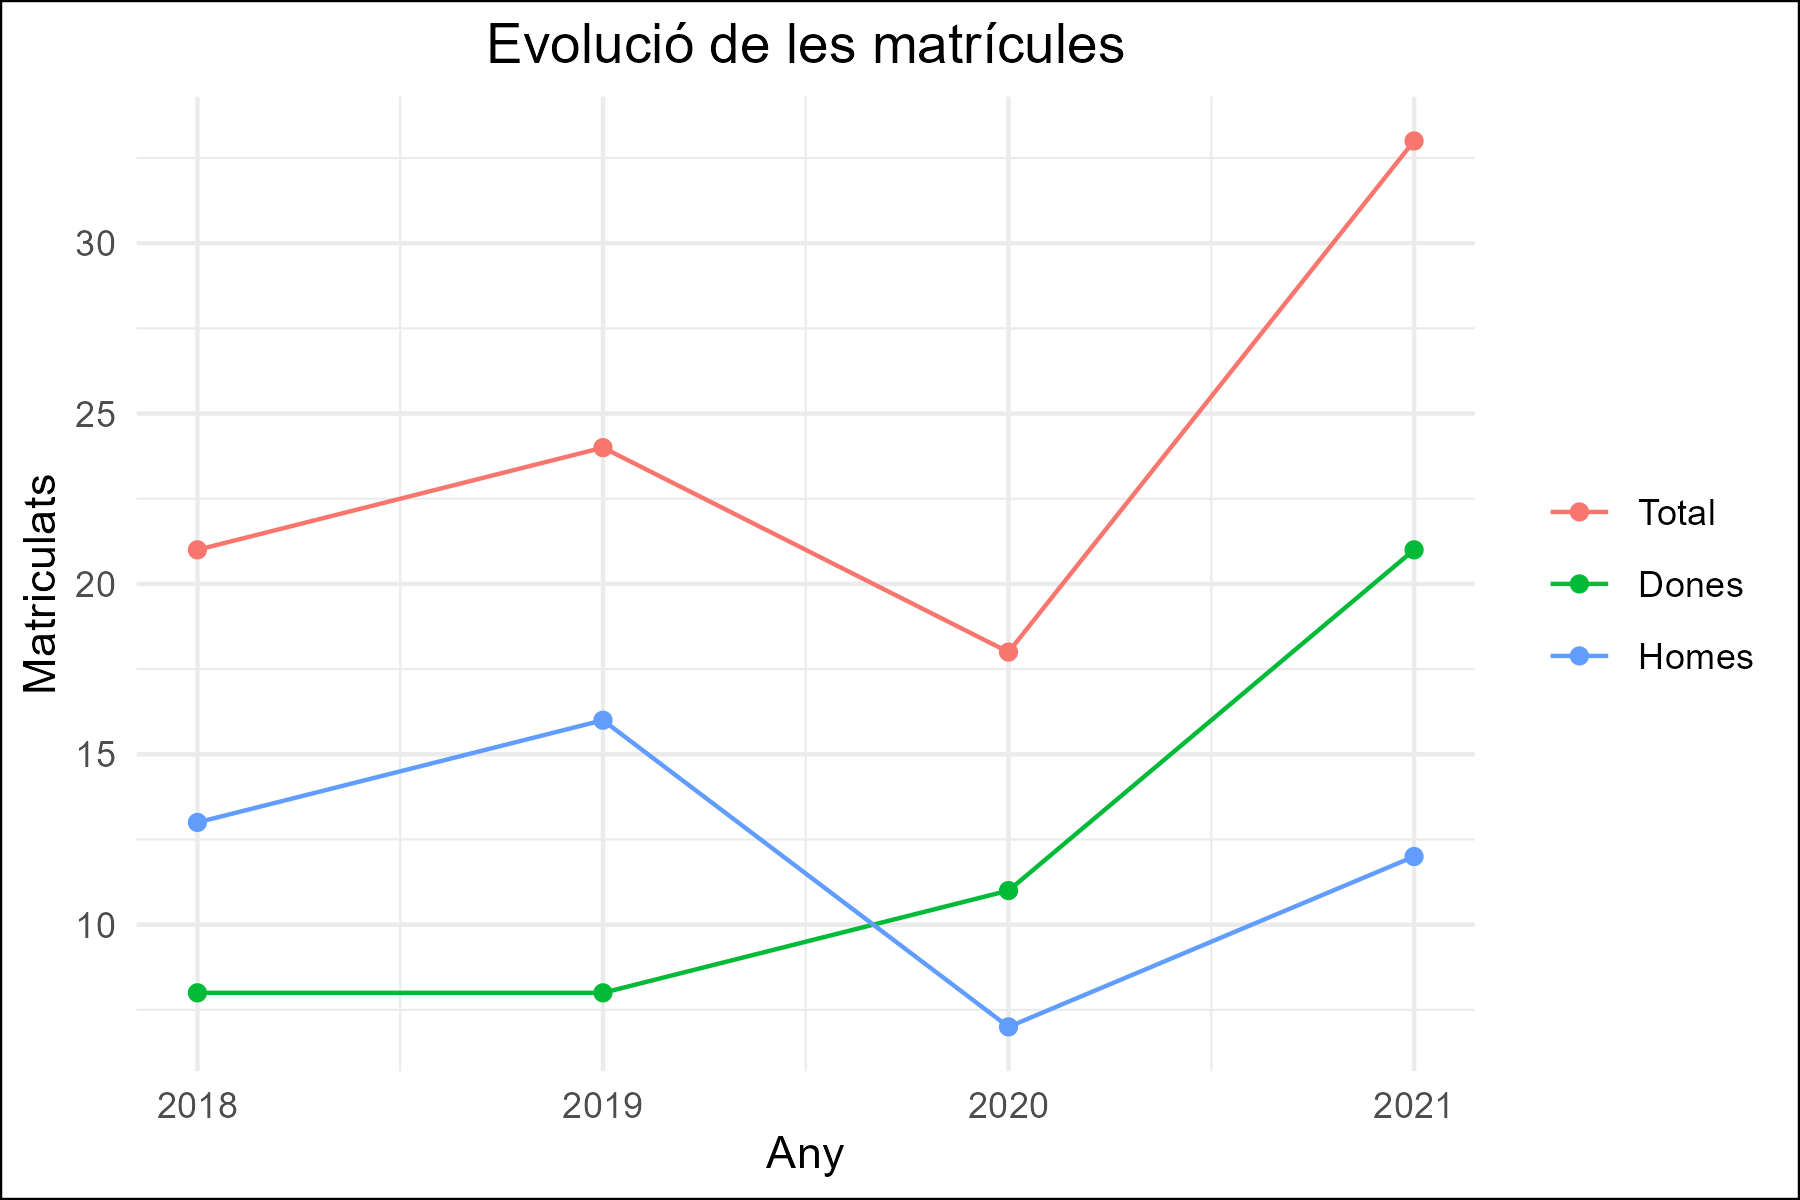 Evolució de les matrícules
Matriculats
30
25
20
15
10
2018
2019
2020
2021
Any
Total
Dones
Homes